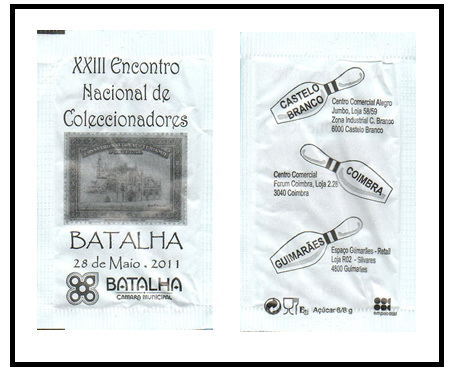 XXIII Encontro
Nacional de
Coleccionadores
BATALHA
28 de Maio . 2011
BATALHA
CAMARA MUNICIPAL
CASTELO
BRANCO
Centro Comercial Alegro
Jumbo, Loja 58/59
Zona Industrial C. Branco
6000 Castelo Branco
Centro Comercial
Forum Coimbra, Loja 2.28
3040 Coimbra
COIMBRA
GUIMARÃES
Espaço Guimarães - Retail
Loja R02 - Silvares
4800 Guimarães
Açúcar 6/8 g